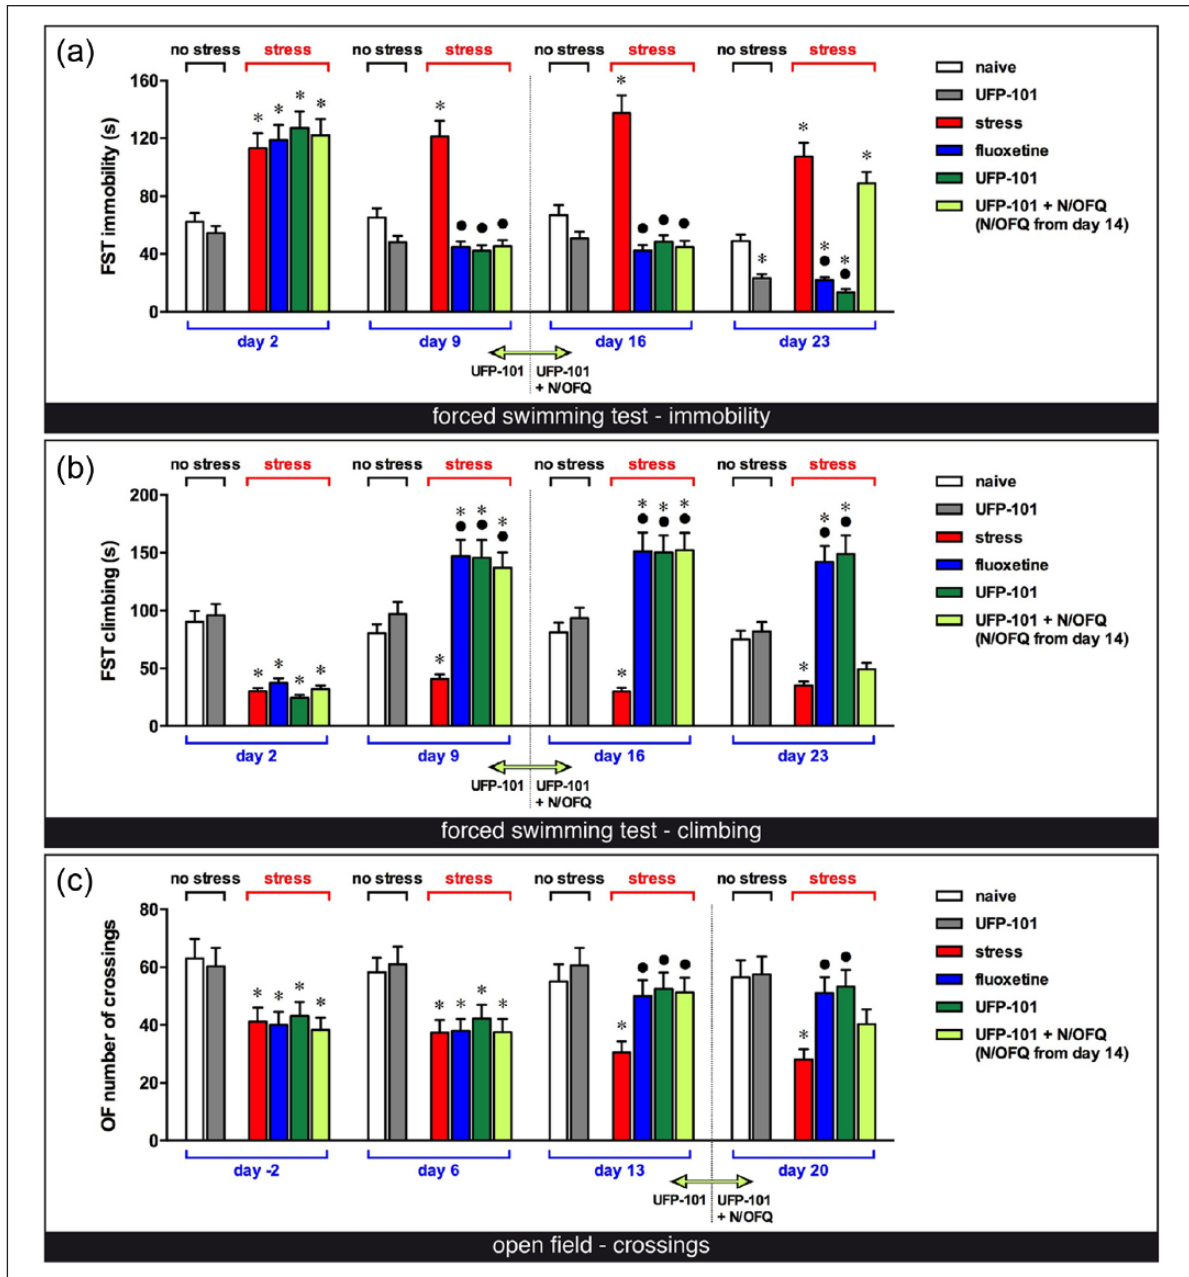 (a)
no stress stress no stress stress no stress stress no stress stress
FST immobility (s)
160
120
80
40
0
* * * * * * * * * * *
day 2 day 9 day 16 day 23
UFP-101 UFP-101
+ N/OFQ
naive
UFP-101
stress
fluoxetine
UFP-101
UFP-101 + N/OFQ
(N/OFQ from day 14)
forced swimming test - immobility
(b)
no stress stress no stress stress no stress stress no stress stress
FST climbing (s)
200
150
100
50
0
* * * * * * * * * * * * * * *
day 2 day 9 day 16 day 23
UFP-101 UFP-101
+ N/OFQ
naive
UFP-101
stress
fluoxetine
UFP-101
UFP-101 + N/OFQ
(N/OFQ from day 14)
forced swimming test - climbing
(c)
no stress stress no stress stress no stress stress no stress stress
OF number of crossings
80
60
40
20
0
* * * * * * * * * *
day -2 day 6 day 13 day 20
UFP-101 UFP-101
+ N/OFQ
naive
UFP-101
stress
fluoxetine
UFP-101
UFP-101 + N/OFQ
(N/OFQ from day 14)
open field - crossings